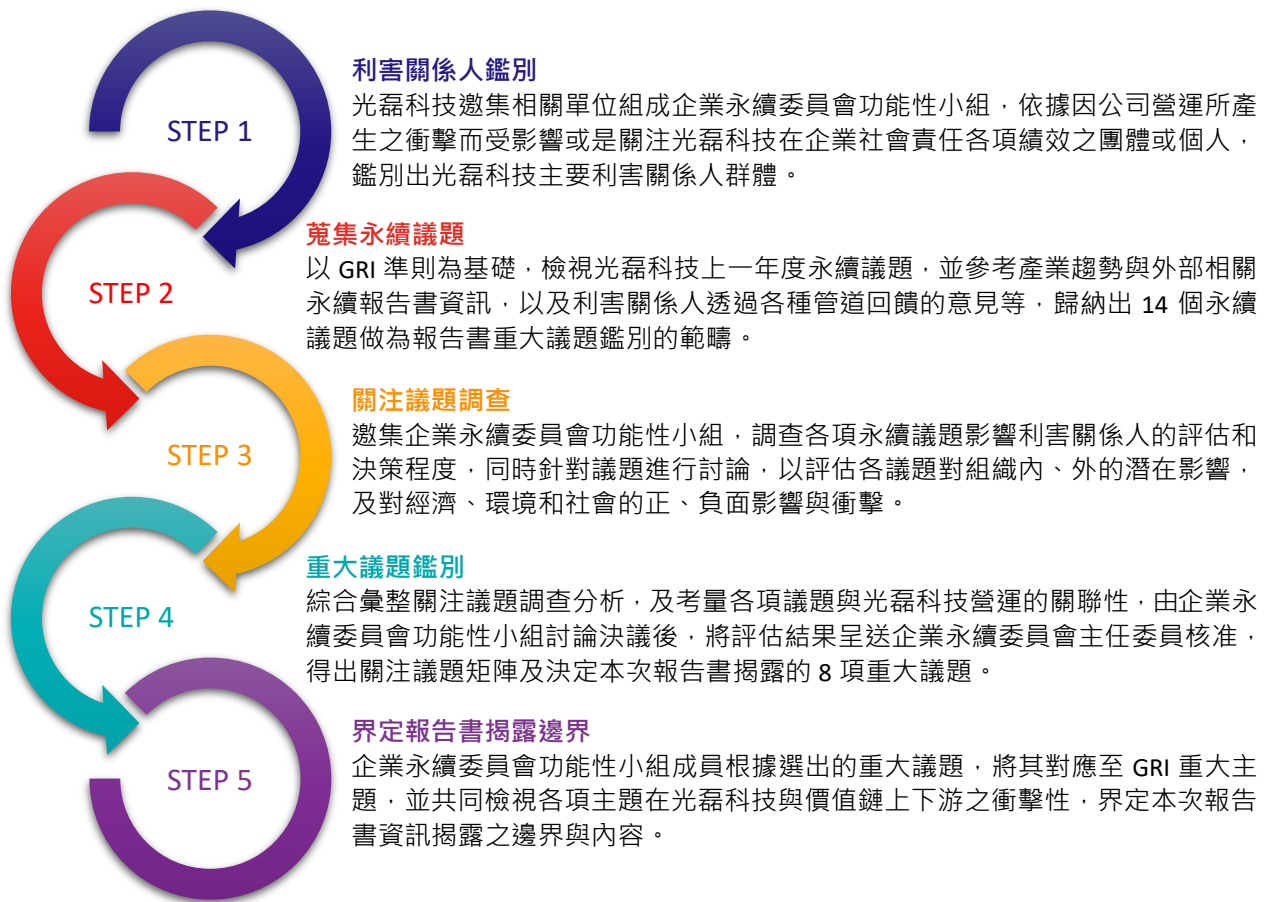 STEP 1
利害關係人鑑別
光磊科技邀集相關單位組成企業永續委員會功能性小組，依據因公司營運所產
生之衝擊而受影響或是關注光磊科技在企業社會責任各項績效之團體或個人，
鑑別出光磊科技主要利害關係人群體。
STEP 2
蒐集永續議題
以 GRI 準則為基礎，檢視光磊科技上一年度永續議題，並參考產業趨勢與外部相關
永續報告書資訊，以及利害關係人透過各種管道回饋的意見等，歸納出 14 個永續
議題做為報告書重大議題鑑別的範疇。
STEP 3
關注議題調查
邀集企業永續委員會功能性小組，調查各項永續議題影響利害關係人的評估和
決策程度，同時針對議題進行討論，以評估各議題對組織內、外的潛在影響，
及對經濟、環境和社會的正、負面影響與衝擊。
STEP 4
重大議題鑑別
綜合彙整關注議題調查分析，及考量各項議題與光磊科技營運的關聯性，由企業永
續委員會功能性小組討論決議後，將評估結果呈送企業永續委員會主任委員核准，
得出關注議題矩陣及決定本次報告書揭露的 8 項重大議題。
STEP 5
界定報告書揭露邊界
企業永續委員會功能性小組成員根據選出的重大議題，將其對應至 GRI 重大主
題，並共同檢視各項主題在光磊科技與價值鏈上下游之衝擊性，界定本次報告
書資訊揭露之邊界與內容。